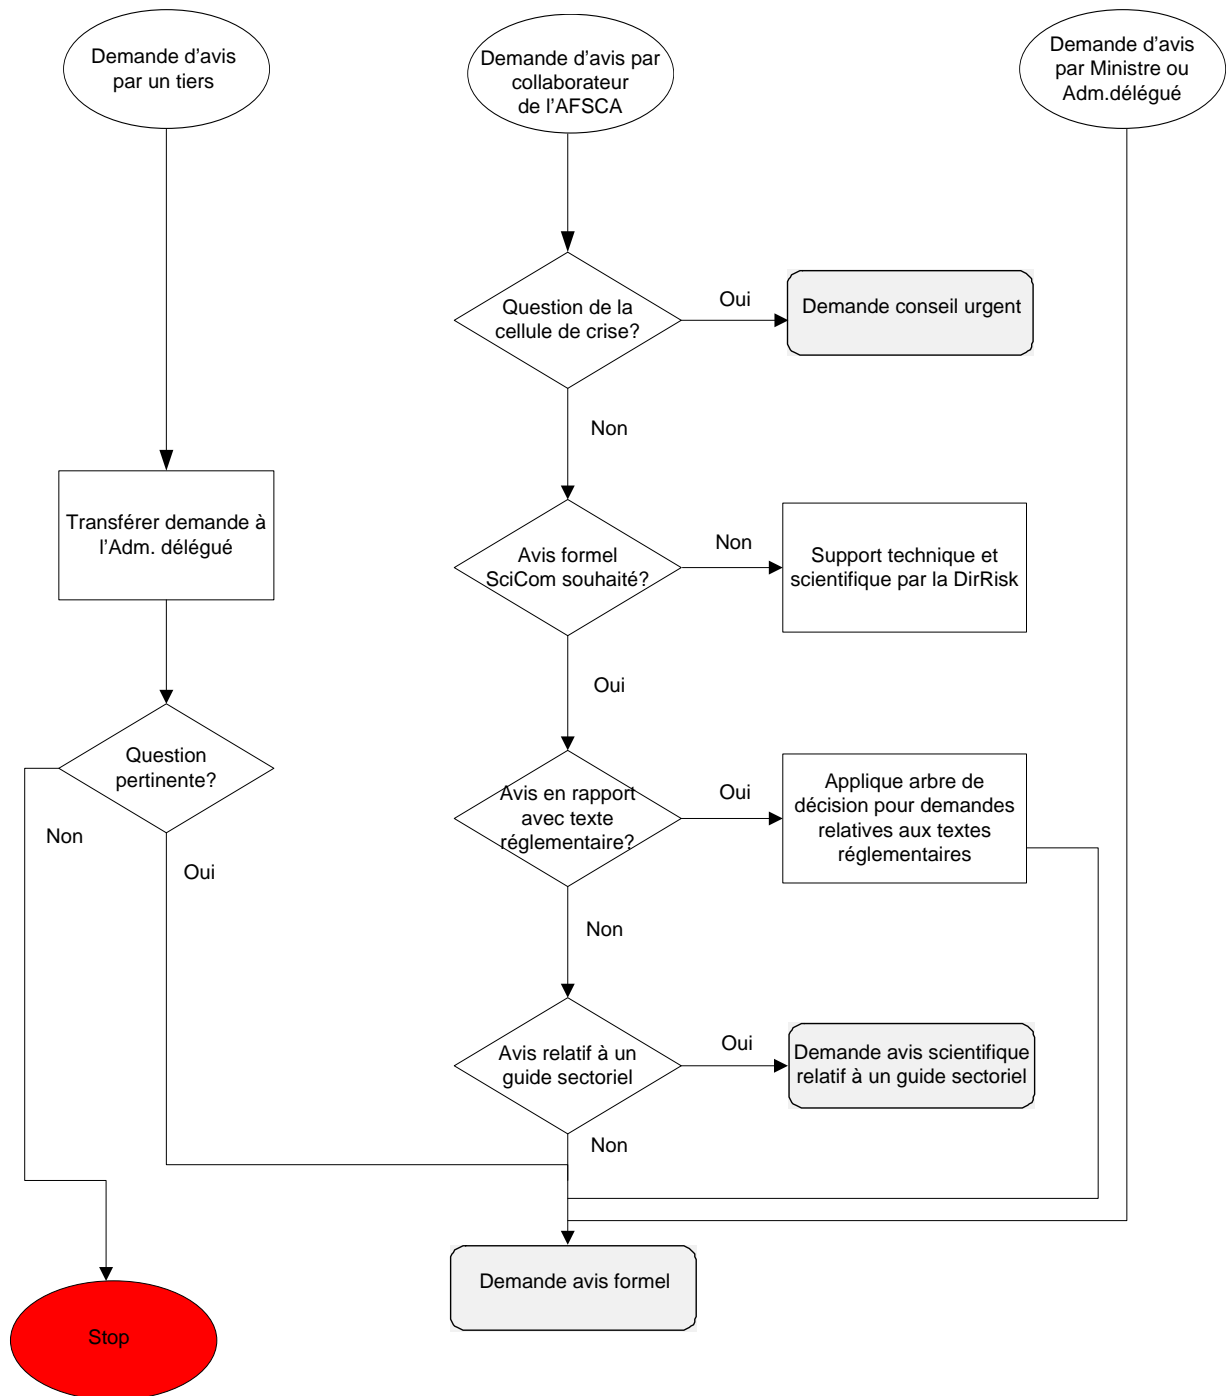 Demande d'avis
par un tiers
Demande d'avis par
collaborateur
de l'AFSCA
Demande d'avis
par Ministre ou
Adm.délégué
Question de la
cellule de crise?
Oui
Demande conseil urgent
Non
Transférer demande à
l'Adm. délégué
Avis formel
SciCom souhaité?
Non
Support technique et
scientifique par la DirRisk
Oui
Question
pertinente?
Non
Oui
Avis en rapport
avec texte
réglementaire?
Oui
Applique arbre de
décision pour demandes
relatives aux textes
réglementaires
Non
Avis relatif à un
guide sectoriel
Oui
Demande avis scientifique
relatif à un guide sectoriel
Non
Demande avis formel
Stop